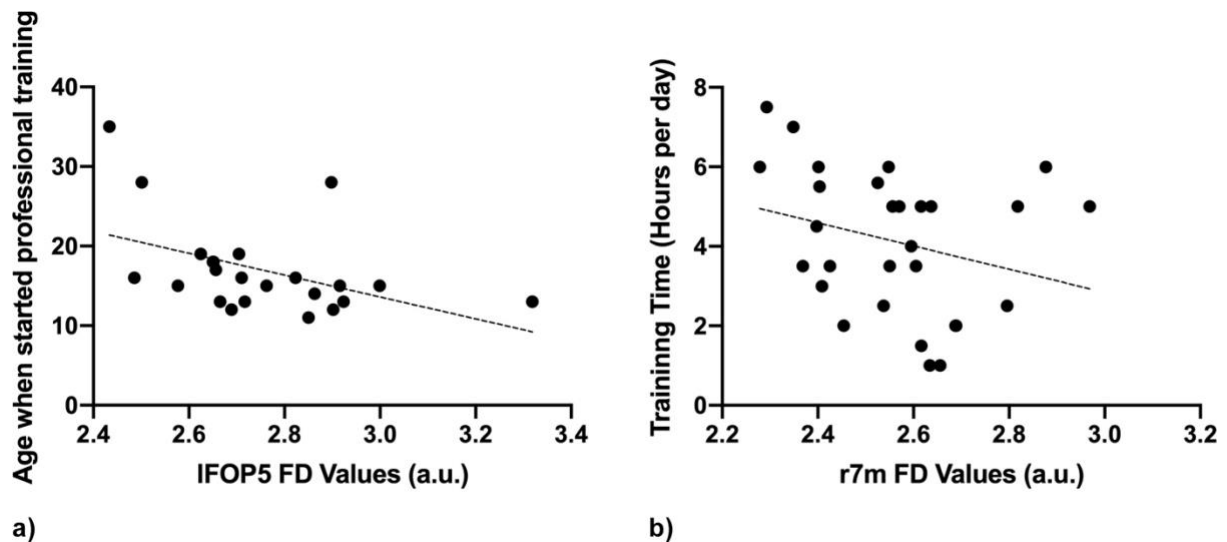 Age when started professional training
40
30
20
10
0
2.4 2.6 2.8 3.0 3.2 3.4
lFOP5 FD Values (a.u.)
a)
Traininng Time (Hours per day)
8
6
4
2
0
2.2 2.4 2.6 2.8 3.0 3.2
r7m FD Values (a.u.)
b)